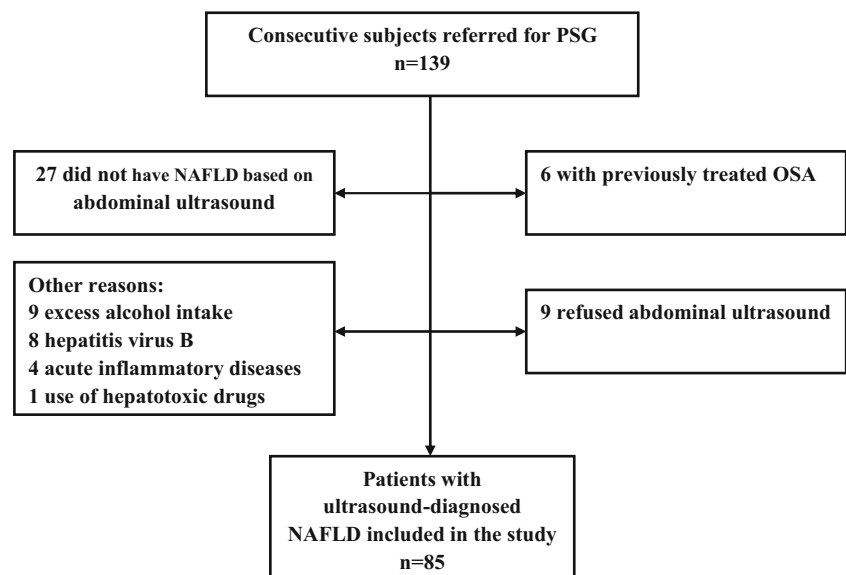 Consecutive subjects referred for PSG
n=139
27 did not have NAFLD based on
abdominal ultrasound
6 with previously treated OSA
Other reasons:
9 excess alcohol intake
8 hepatitis virus B
4 acute inflammatory diseases
1 use of hepatotoxic drugs
9 refused abdominal ultrasound
Patients with
ultrasound-diagnosed
NAFLD included in the study
n=85